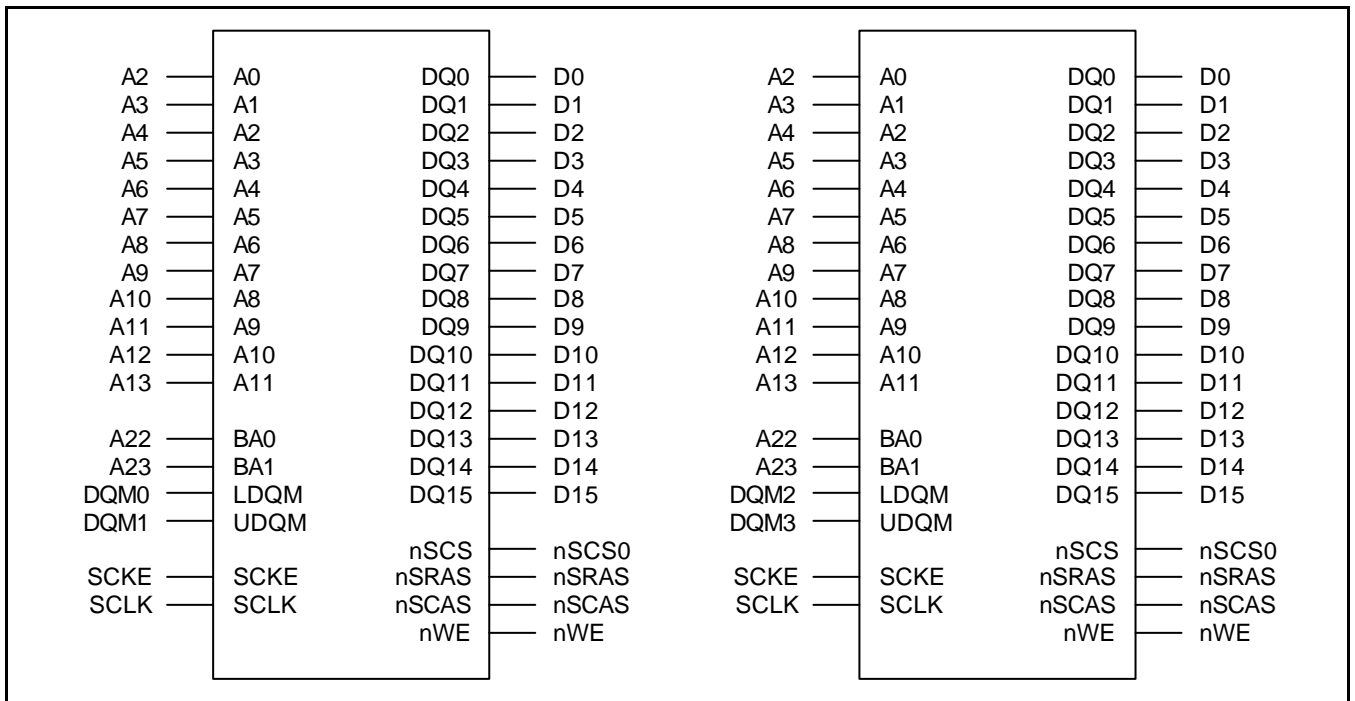 A2 A0 DQ0 D0 A2 A0 DQ0 D0
A3 A1 DQ1 D1 A3 A1 DQ1 D1
A4 A2 DQ2 D2 A4 A2 DQ2 D2
A5 A3 DQ3 D3 A5 A3 DQ3 D3
A6 A4 DQ4 D4 A6 A4 DQ4 D4
A7 A5 DQ5 D5 A7 A5 DQ5 D5
A8 A6 DQ6 D6 A8 A6 DQ6 D6
A9 A7 DQ7 D7 A9 A7 DQ7 D7
A10 A8 DQ8 D8 A10 A8 DQ8 D8
A11 A9 DQ9 D9 A11 A9 DQ9 D9
A12 A10 DQ10 D10 A12 A10 DQ10 D10
A13 A11 DQ11 D11 A13 A11 DQ11 D11
DQ12 D12 DQ12 D12
A22 BA0 DQ13 D13 A22 BA0 DQ13 D13
A23 BA1 DQ14 D14 A23 BA1 DQ14 D14
DQM0 LDQM DQ15 D15 DQM2 LDQM DQ15 D15
DQM1 UDQM DQM3 UDQM
nSCS nSCS0 nSCS nSCS0
SCKE SCKE nSRAS nSRAS SCKE SCKE nSRAS nSRAS
SCLK SCLK nSCAS nSCAS SCLK SCLK nSCAS nSCAS
nWE nWE nWE nWE